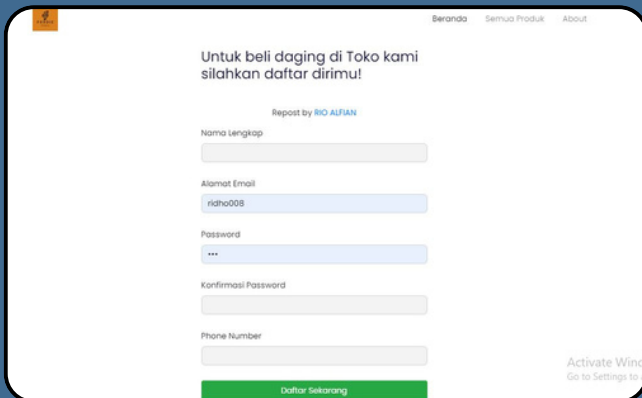 Beranda Semua Produk About
Untuk beli daging di Toko kami
silahkan daftar dirimu!
Repost by RIO ALFIAN
Nama Lengkap
Alamat Email
ridho008
Password
•••
Konfirmasi Password
Phone Number
Daftar Sekarang
Activate Wind
Go to Settings to